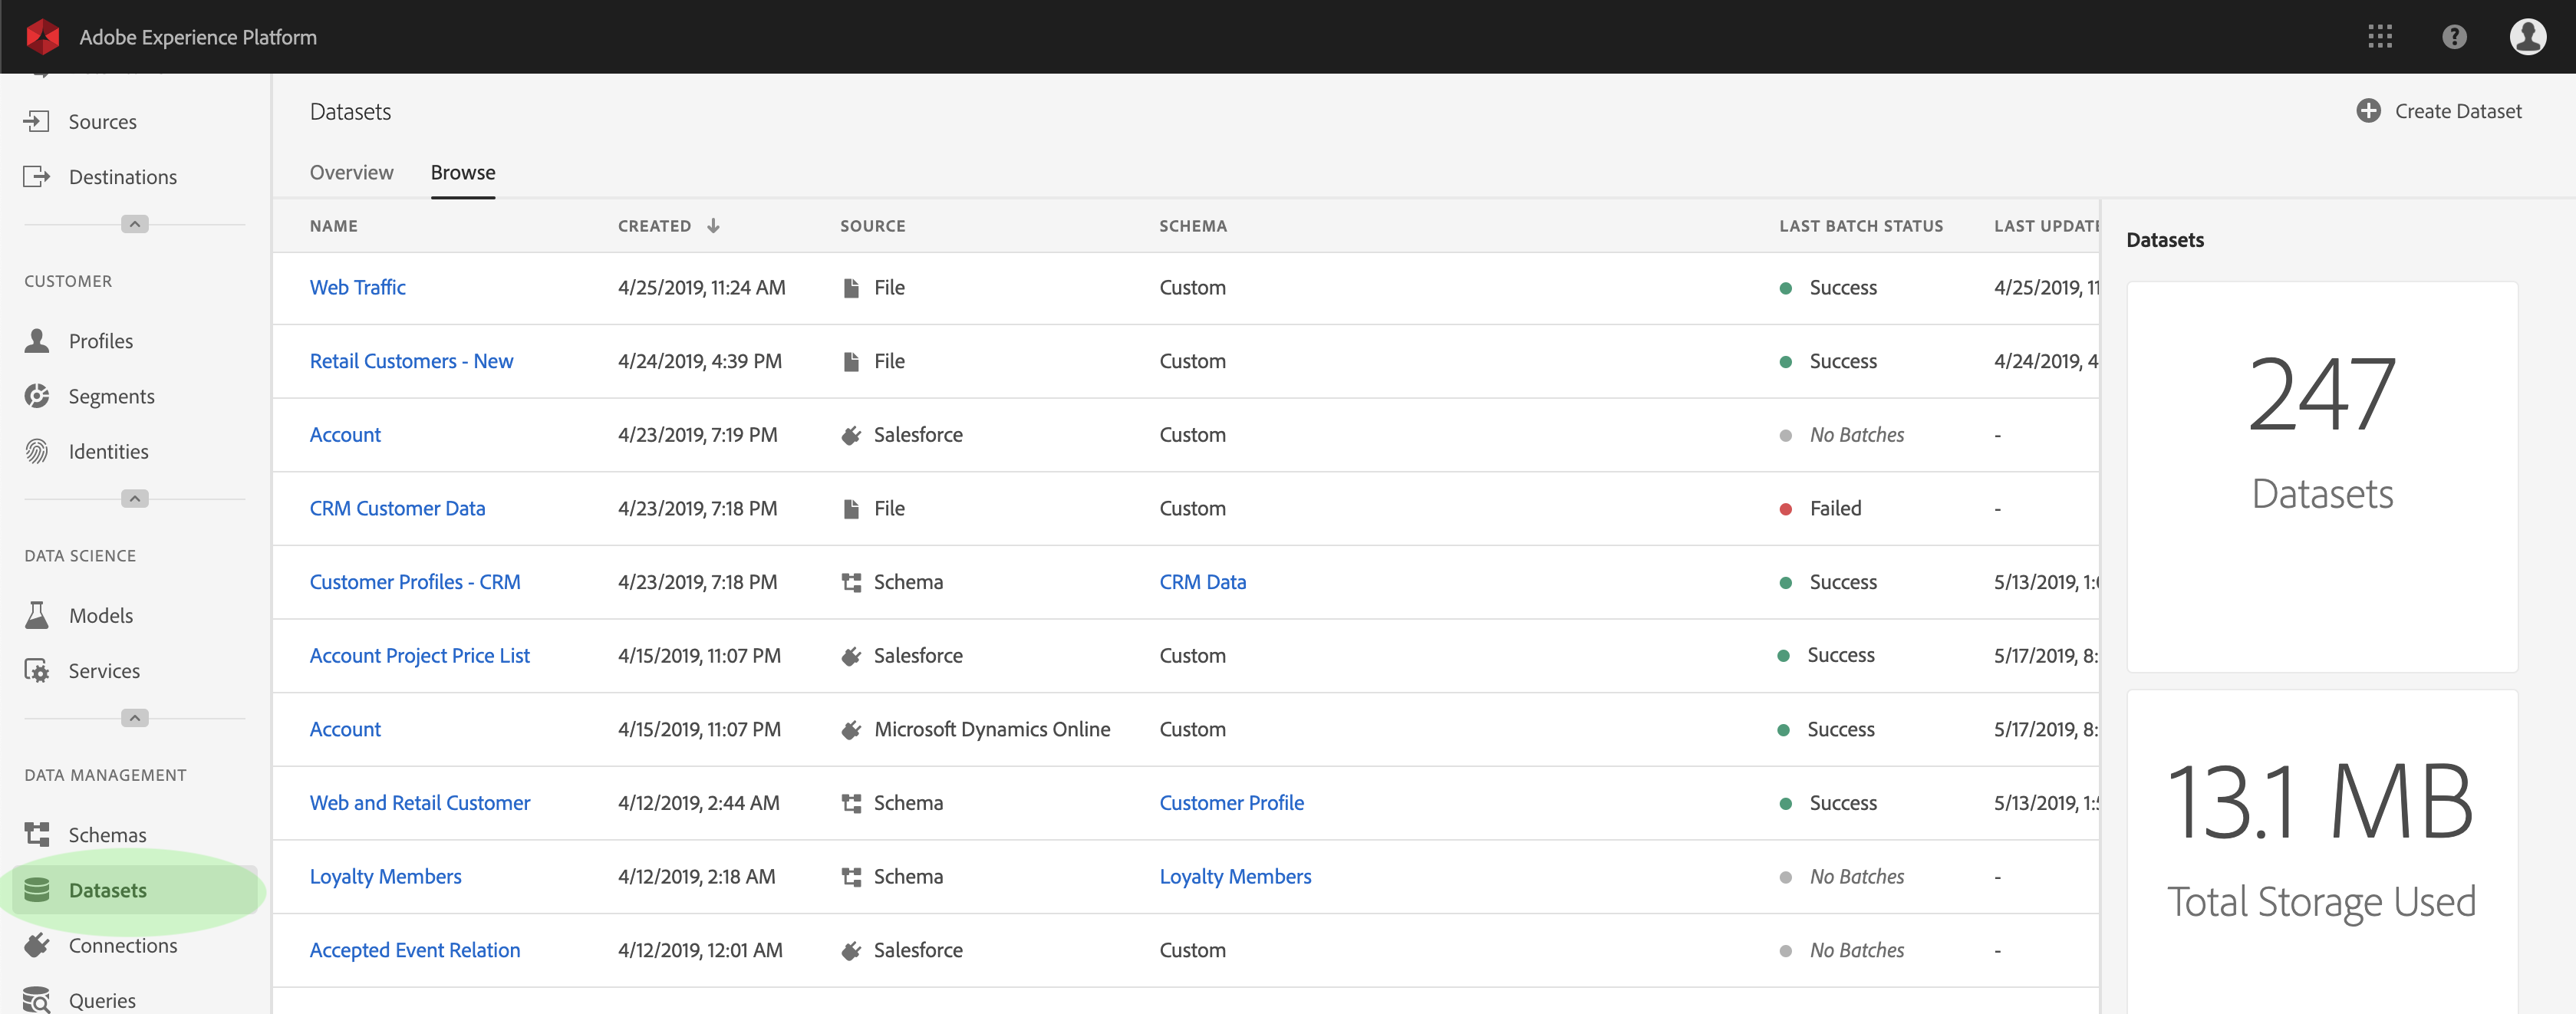 Adobe Experience Platform
Sources
Destinations
CUSTOMER
Profiles
Segments
Identities
DATA SCIENCE
Models
Services
DATA MANAGEMENT
Schemas
Datasets
Connections
Queries
Datasets
Create Dataset
Overview Browse
NAME CREATED SOURCE SCHEMA LAST BATCH STATUS LAST UPDATE
Web Traffic 4/25/2019, 11:24 AM File Custom Success 4/25/2019, 11
Retail Customers - New 4/24/2019, 4:39 PM File Custom Success 4/24/2019, 4
Account 4/23/2019, 7:19 PM Salesforce Custom No Batches -
CRM Customer Data 4/23/2019, 7:18 PM File Custom Failed -
Customer Profiles - CRM 4/23/2019, 7:18 PM Schema CRM Data Success 5/13/2019, 1:
Account Project Price List 4/15/2019, 11:07 PM Salesforce Custom Success 5/17/2019, 8:
Account 4/15/2019, 11:07 PM Microsoft Dynamics Online Custom Success 5/17/2019, 8:
Web and Retail Customer 4/12/2019, 2:44 AM Schema Customer Profile Success 5/13/2019, 1:
Loyalty Members 4/12/2019, 2:18 AM Schema Loyalty Members No Batches -
Accepted Event Relation 4/12/2019, 12:01 AM Salesforce Custom No Batches -
Datasets
247
Datasets
13.1 MB
Total Storage Used